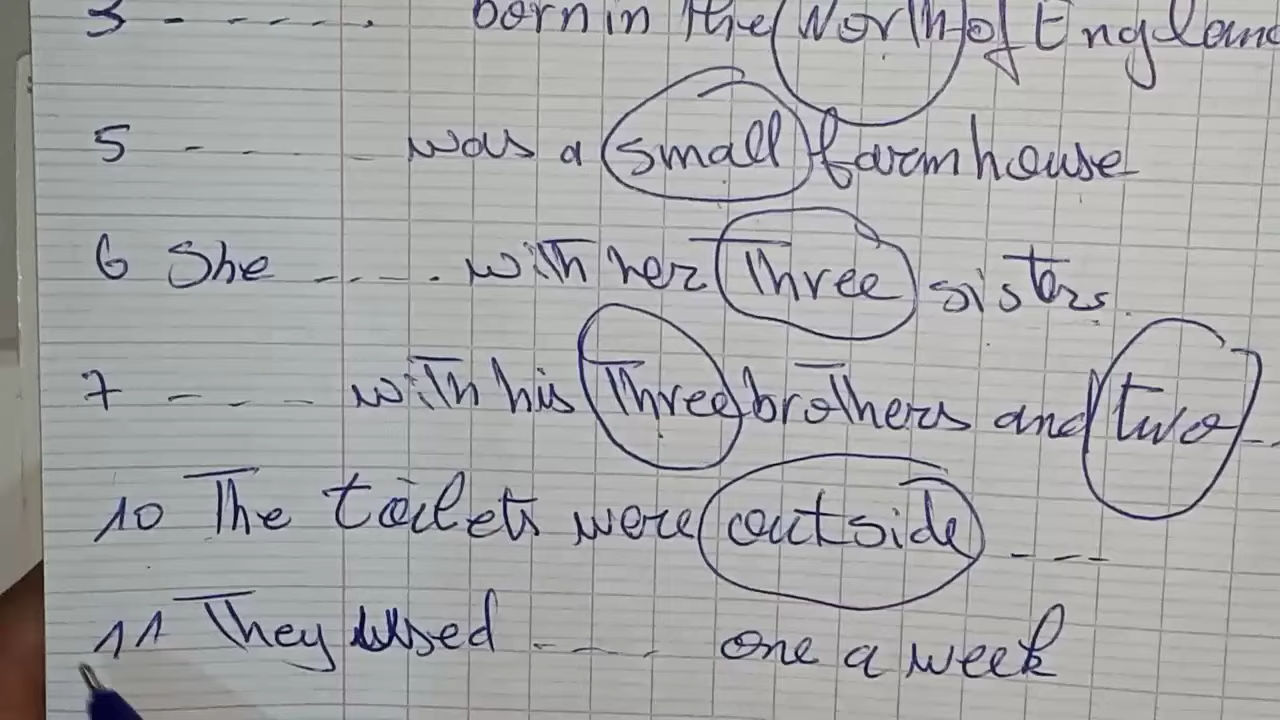 3 - - - - - . born in the North of England
5 - - - - - was a small farmhouse
6 She - - - - . with her Three sisters.
7 - - - - with his Three brothers and two - .
10 The toilets were outside - - -
11 They used - - - - one a week